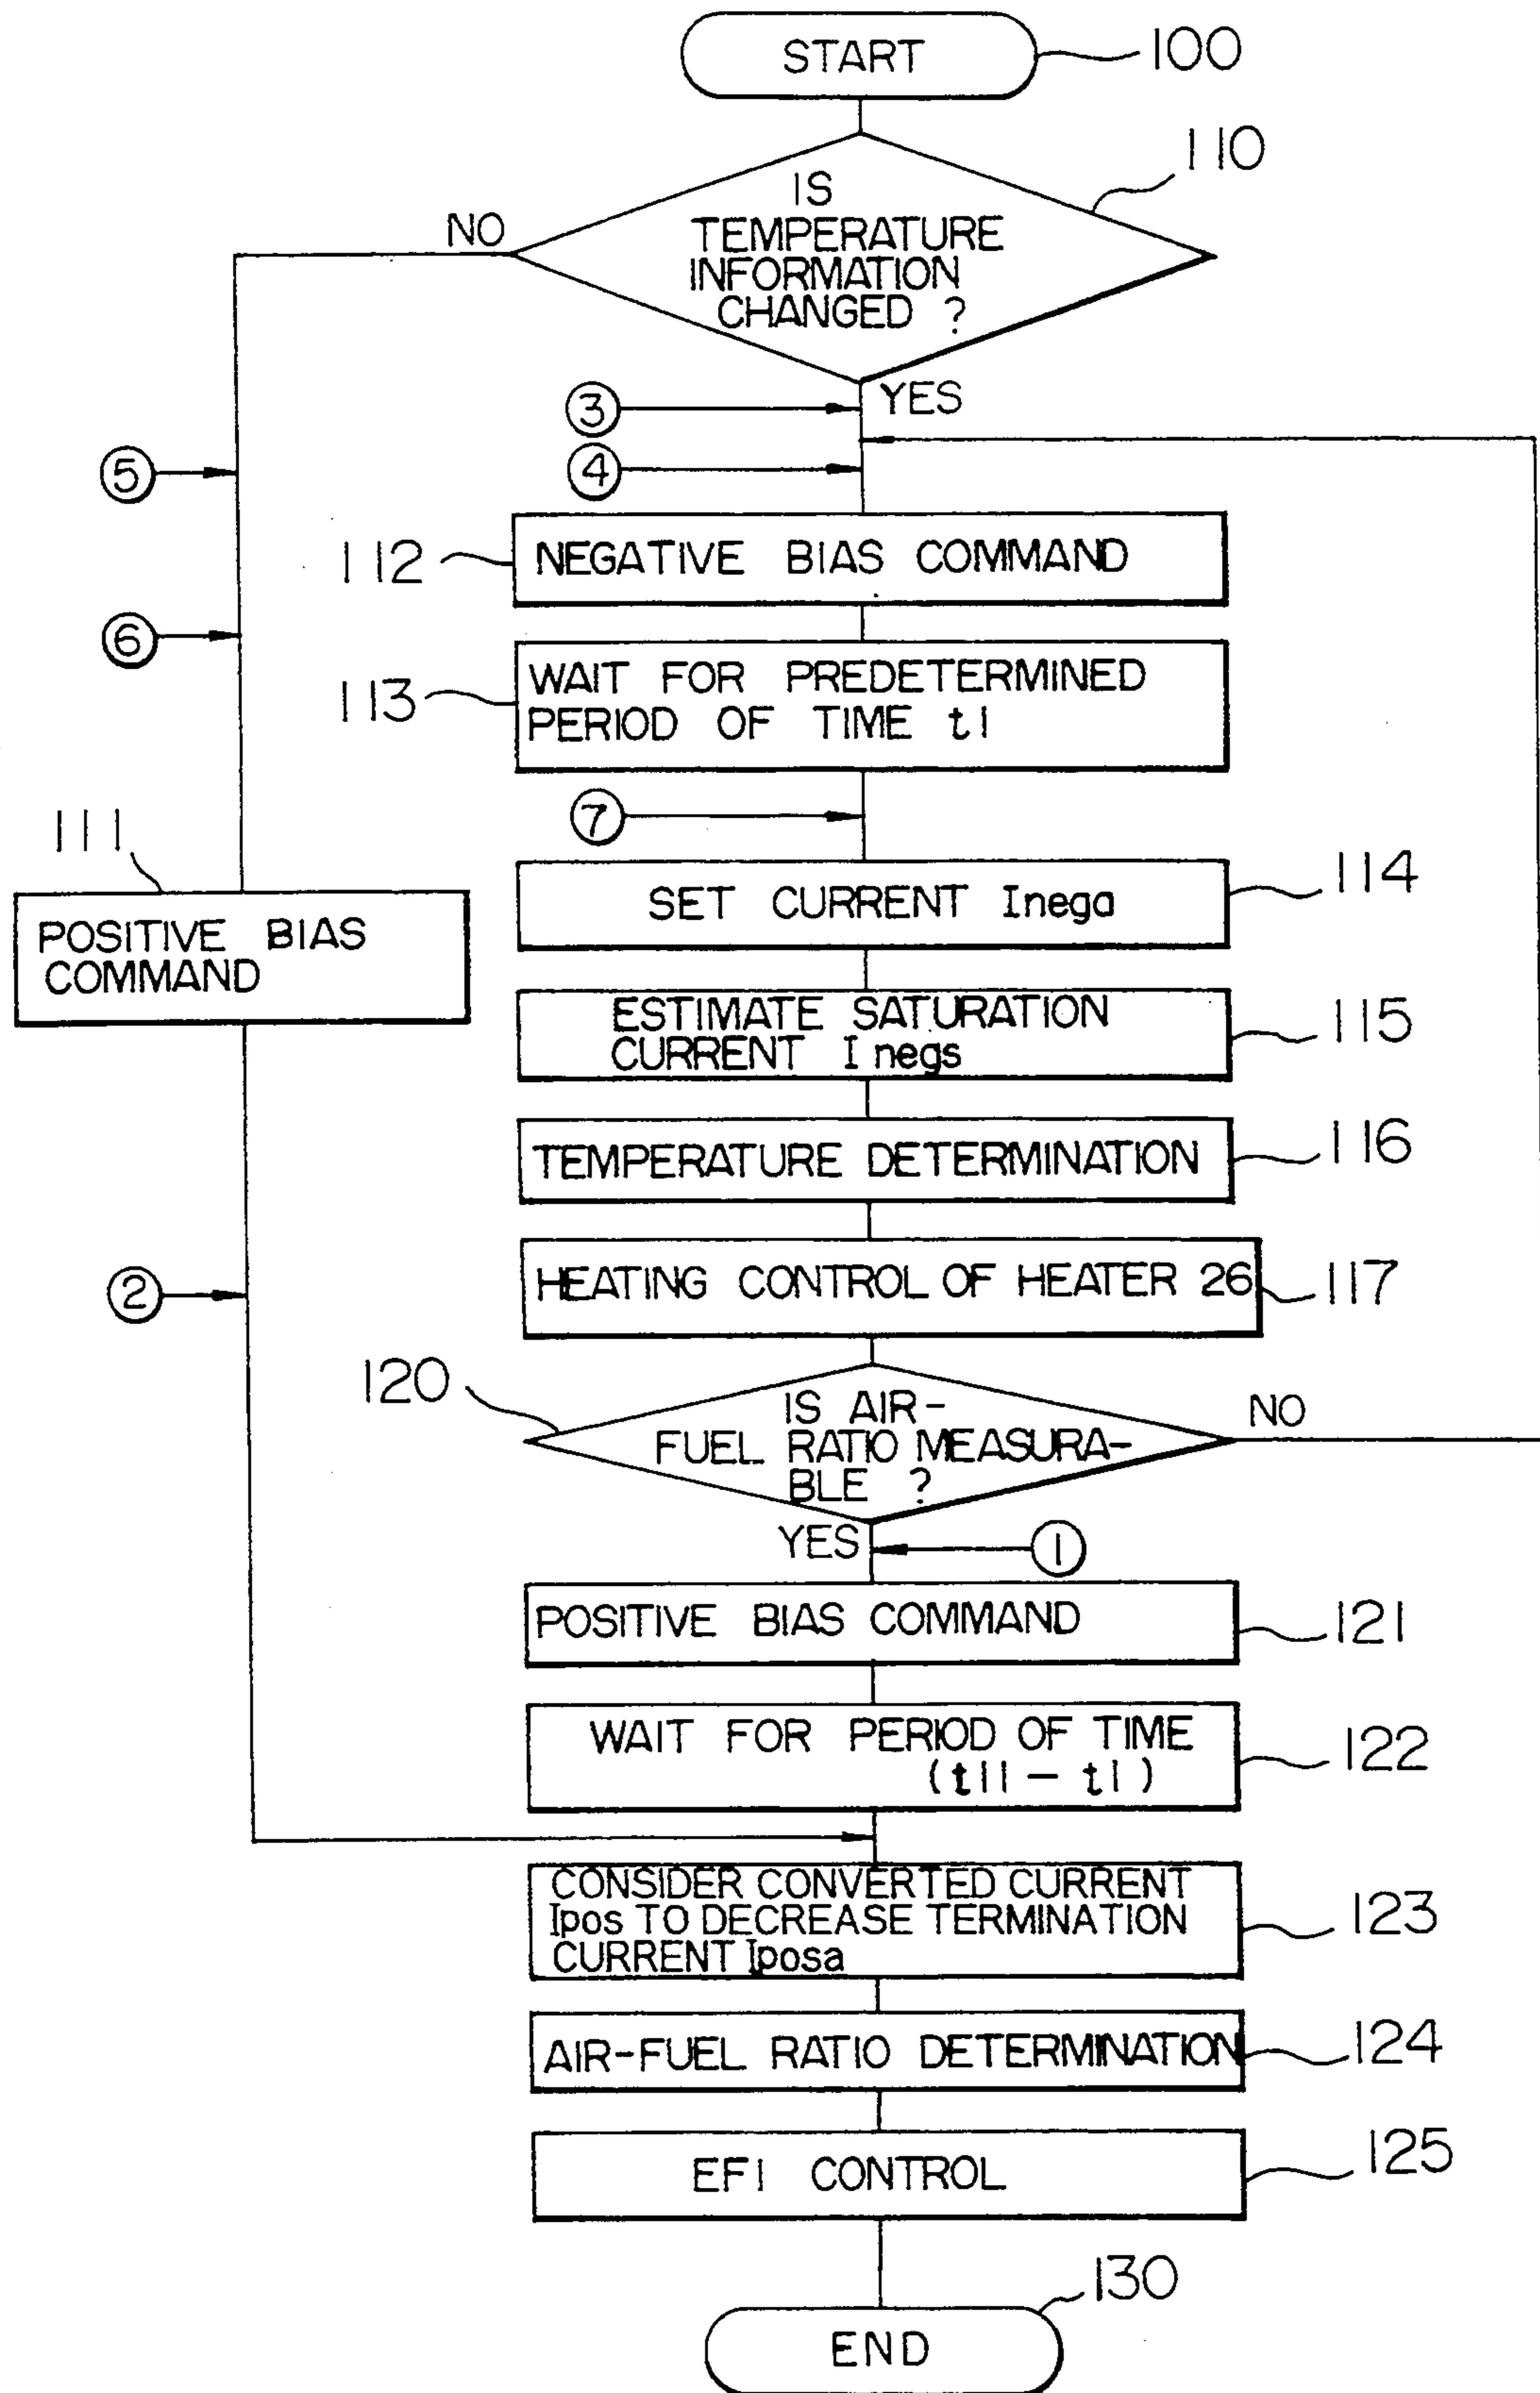 START
100
110
IS
TEMPERATURE
INFORMATION
CHANGED ?
NO
YES
③
④
⑤
⑥
112
NEGATIVE BIAS COMMAND
113
WAIT FOR PREDETERMINED
PERIOD OF TIME t1
⑦
111
POSITIVE BIAS
COMMAND
SET CURRENT Inega
114
ESTIMATE SATURATION
CURRENT I negs
115
TEMPERATURE DETERMINATION
116
②
HEATING CONTROL OF HEATER 26
117
120
IS AIR-
FUEL RATIO MEASURA-
BLE ?
NO
YES
①
POSITIVE BIAS COMMAND
121
WAIT FOR PERIOD OF TIME
(t11 - t1)
122
CONSIDER CONVERTED CURRENT
Ipos TO DECREASE TERMINATION
CURRENT Iposa
123
AIR-FUEL RATIO DETERMINATION
124
EFI CONTROL
125
130
END